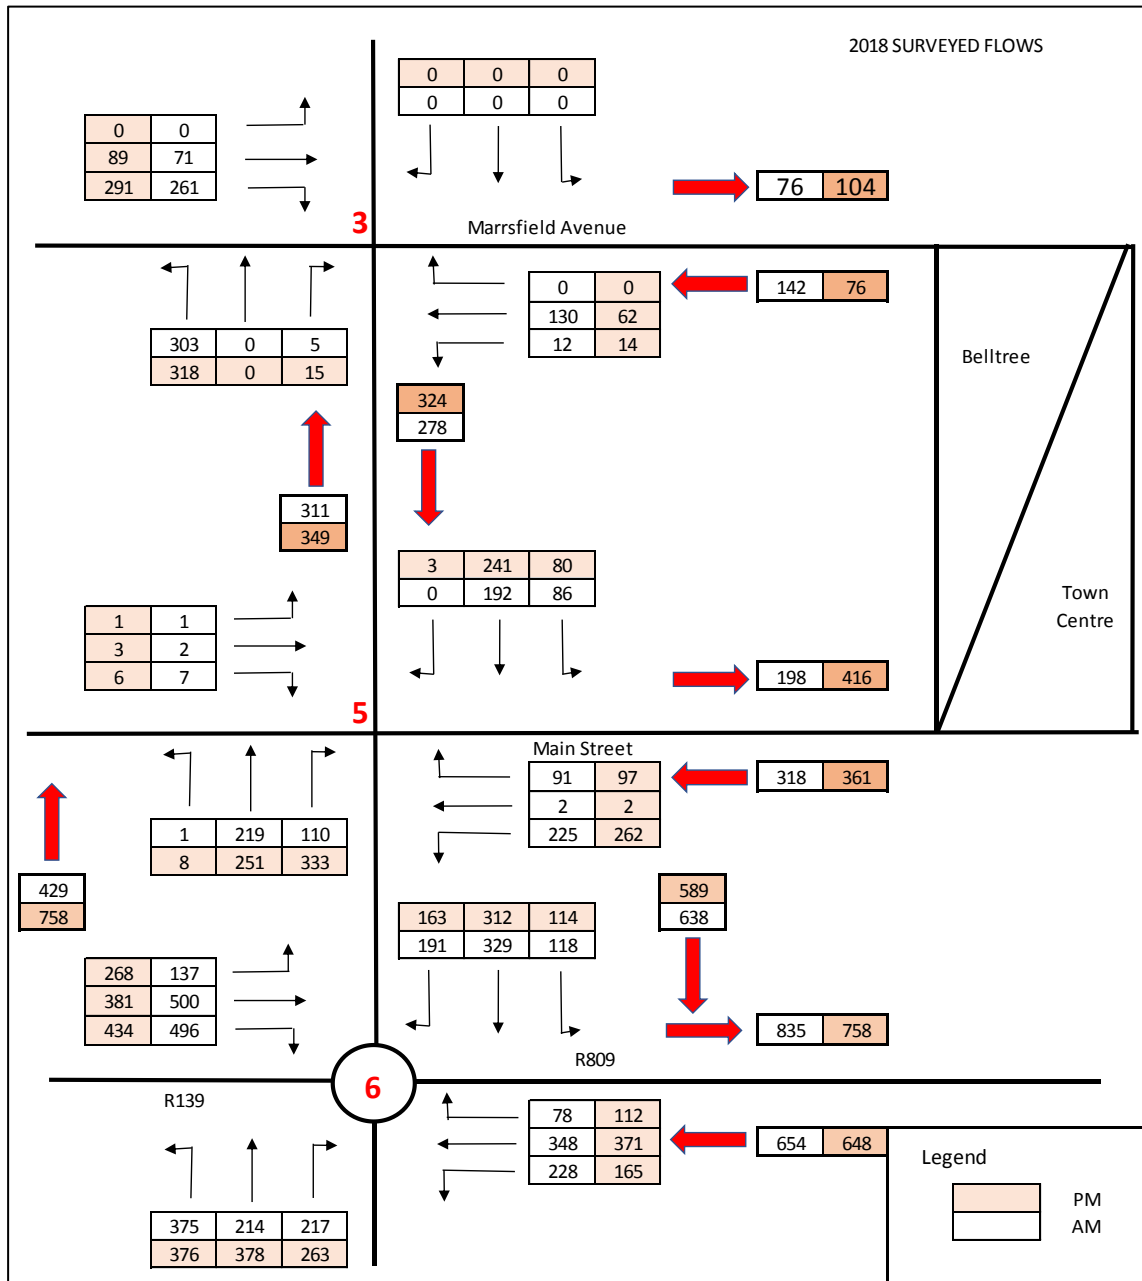 2018 SURVEYED FLOWS
0 0 0
0 0 0
0 0
89 71
291 261
76 104
3
Marrsfield Avenue
0 0
130 62
12 14
142 76
303 0 5
318 0 15
Belltree
324
278
311
349
3 241 80
0 192 86
1 1
3 2
6 7
Town
Centre
198 416
5
Main Street
91 97
2 2
225 262
318 361
1 219 110
8 251 333
429
758
589
638
163 312 114
191 329 118
268 137
381 500
434 496
835 758
R809
6
R139
78 112
348 371
228 165
654 648
375 214 217
376 378 263
Legend
PM
AM